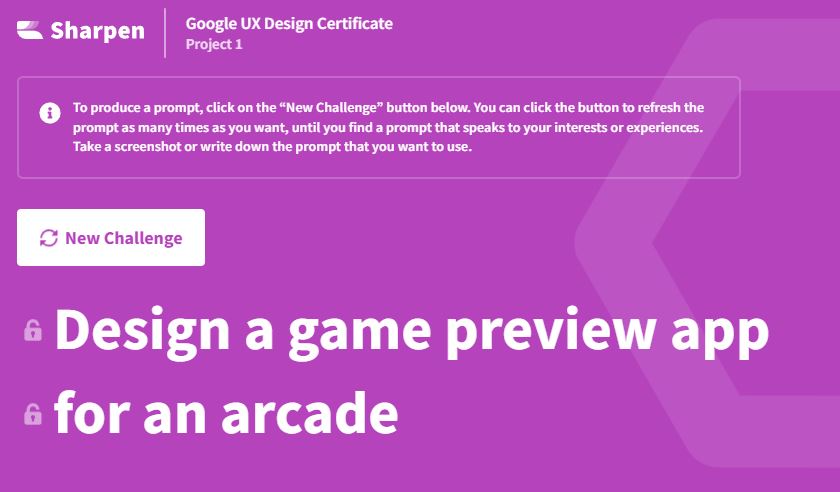 Sharpen
Google UX Design Certificate
Project 1
To produce a prompt, click on the “New Challenge” button below. You can click the button to refresh the
prompt as many times as you want, until you find a prompt that speaks to your interests or experiences.
Take a screenshot or write down the prompt that you want to use.
New Challenge
Design a game preview app
for an arcade